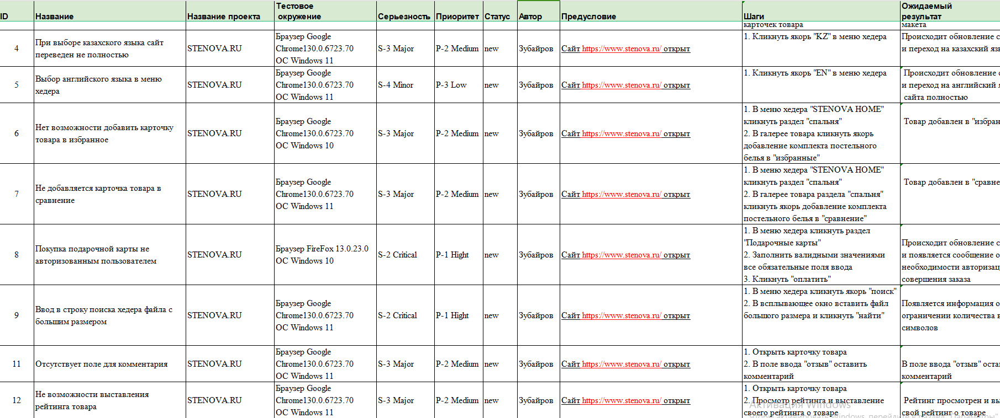 ID Название Название проекта Тестовое окружение Серьезность Приоритет Статус Автор Предусловие Шаги Ожидаемый результат
карточек товара макета
4 При выборе казахского языка сайт переведен не полностью STENOVA.RU Браузер Google Chrome130.0.6723.70 ОС Windows 11 S-3 Major P-2 Medium new Зубайров Сайт https://www.stenova.ru/ открыт
1. Кликнуть якорь "KZ" в меню хедера
Происходит обновление с
и переход на казахский язы
5 Выбор английского языка в меню хедера STENOVA.RU Браузер Google Chrome130.0.6723.70 ОС Windows 11 S-4 Minor P-3 Low new Зубайров Сайт https://www.stenova.ru/ открыт
1. Кликнуть якорь "EN" в меню хедера
Происходит обновление с
и переход на английский я
сайта полностью
6 Нет возможности добавить карточку товара в избранное STENOVA.RU Браузер Google Chrome130.0.6723.70 ОС Windows 10 S-3 Major P-2 Medium new Зубайров Сайт https://www.stenova.ru/ открыт
1. В меню хедера "STENOVA HOME"
кликнуть раздел "спальня"
2. В галерее товара кликнуть якорь
добавление комплекта постельного
белья в "избранные"
Товар добавлен в "избран
7 Не добавляется карточка товара в сравнение STENOVA.RU Браузер Google Chrome130.0.6723.70 ОС Windows 11 S-3 Major P-2 Medium new Зубайров Сайт https://www.stenova.ru/ открыт
1. В меню хедера "STENOVA HOME"
кликнуть раздел "спальня"
2. В галерее товара раздела "спальня"
кликнуть якорь добавление комплекта
постельного белья в "сравнение"
Товар добавлен в "сравне
8 Покупка подарочной карты не авторизованным пользователем STENOVA.RU Браузер FireFox 13.0.23.0 ОС Windows 10 S-2 Critical P-1 Hight new Зубайров Сайт https://www.stenova.ru/ открыт
1. В меню хедера кликнуть раздел
"Подарочные карты"
2. Заполнить валидными значениями
все обязательные поля ввода
3. Кликнуть "оплатить"
Происходит обновление с
и появляется сообщение о
необходимости авторизац
совершения заказа
9 Ввод в строку поиска хедера файла с большим размером STENOVA.RU Браузер Google Chrome130.0.6723.70 ОС Windows 11 S-2 Critical P-1 Hight new Зубайров Сайт https://www.stenova.ru/ открыт
1. В меню хедера кликнуть якорь "поиск"
2. В всплывающее окно вставить файл
большого размера и кликнуть "найти"
Появляется информация о
ограничении количества в
символов
11 Отсутствует поле для комментария STENOVA.RU Браузер Google Chrome130.0.6723.70 ОС Windows 11 S-3 Major P-2 Medium new Зубайров Сайт https://www.stenova.ru/ открыт
1. Открыть карточку товара
2. В поле ввода "отзыв" оставить
комментарий
В поле ввода "отзыв" оста
комментарий
12 Не возможности выставления рейтинга товара STENOVA.RU Браузер Google Chrome130.0.6723.70 ОС Windows 11 S-3 Major P-2 Medium new Зубайров Сайт https://www.stenova.ru/ открыт
1. Открыть карточку товара
2. Просмотр рейтинга и выставление
своего рейтинга о товаре
Рейтинг просмотрен и вы
свой рейтинг о товаре
Активация Windows
Чтобы активировать Windows, перейдите в раздел "Параметры"